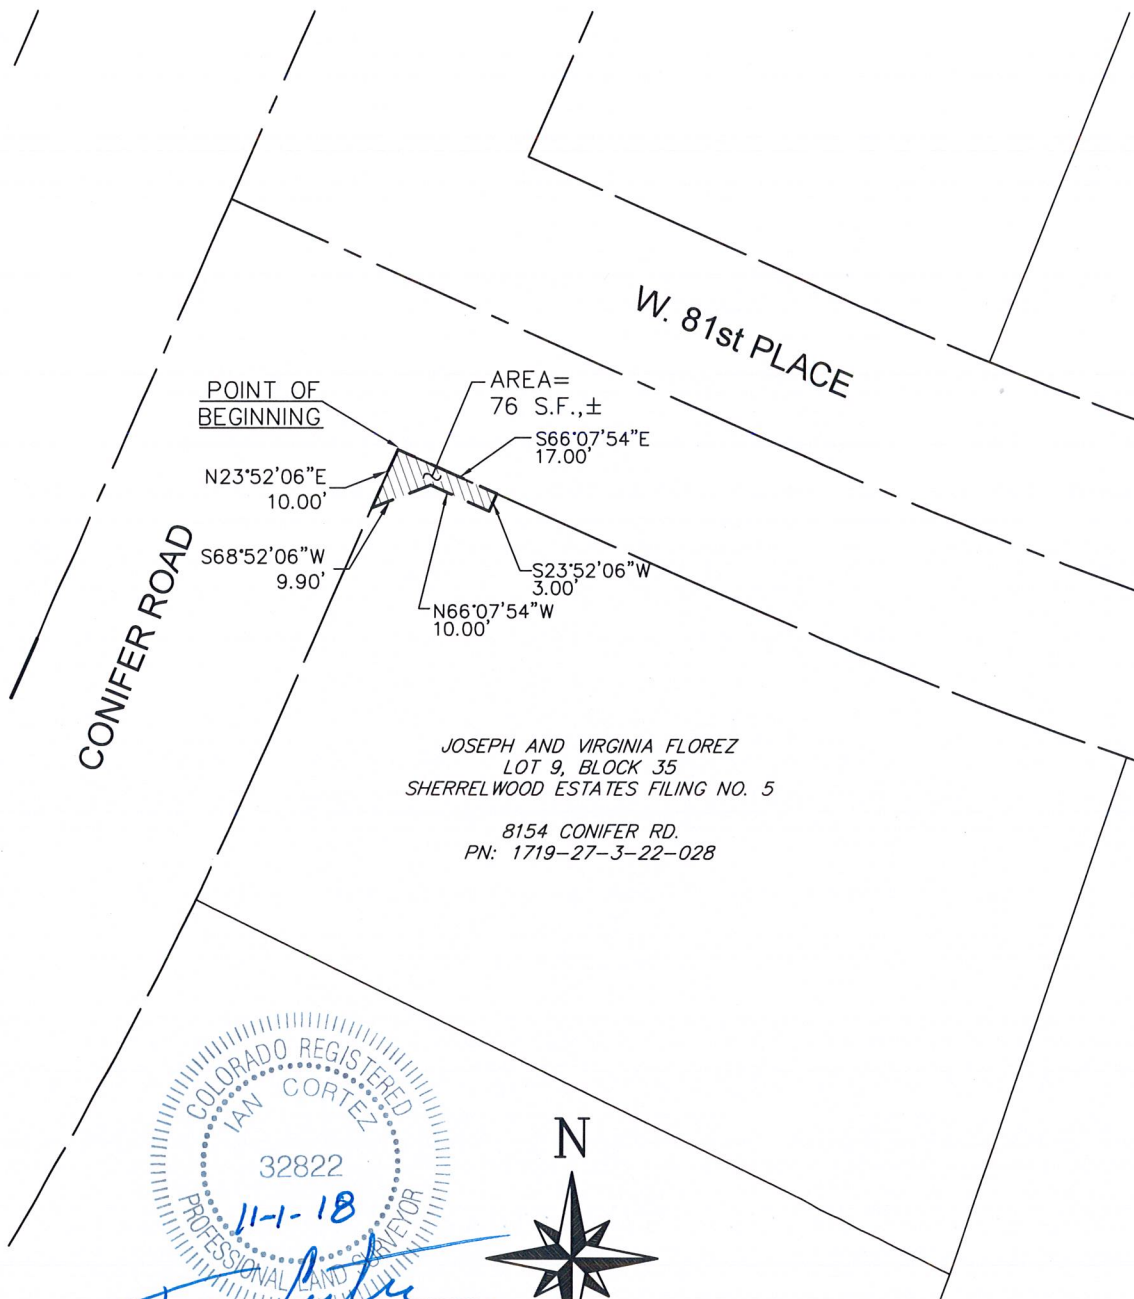 W. 81st PLACE
POINT OF
BEGINNING
AREA=
76 S.F.,±
S66°07'54"E
17.00'
N23°52'06"E
10.00'
S68°52'06"W
9.90'
S23°52'06"W
3.00'
N66°07'54"W
10.00'
CONIFER ROAD
JOSEPH AND VIRGINIA FLOREZ
LOT 9, BLOCK 35
SHERRELWOOD ESTATES FILING NO. 5
8154 CONIFER RD.
PN: 1719-27-3-22-028
COLORADO REGISTERED
IAN CORTEZ
32822
11-1-18
PROFESSIONAL LAND SURVEYOR
N